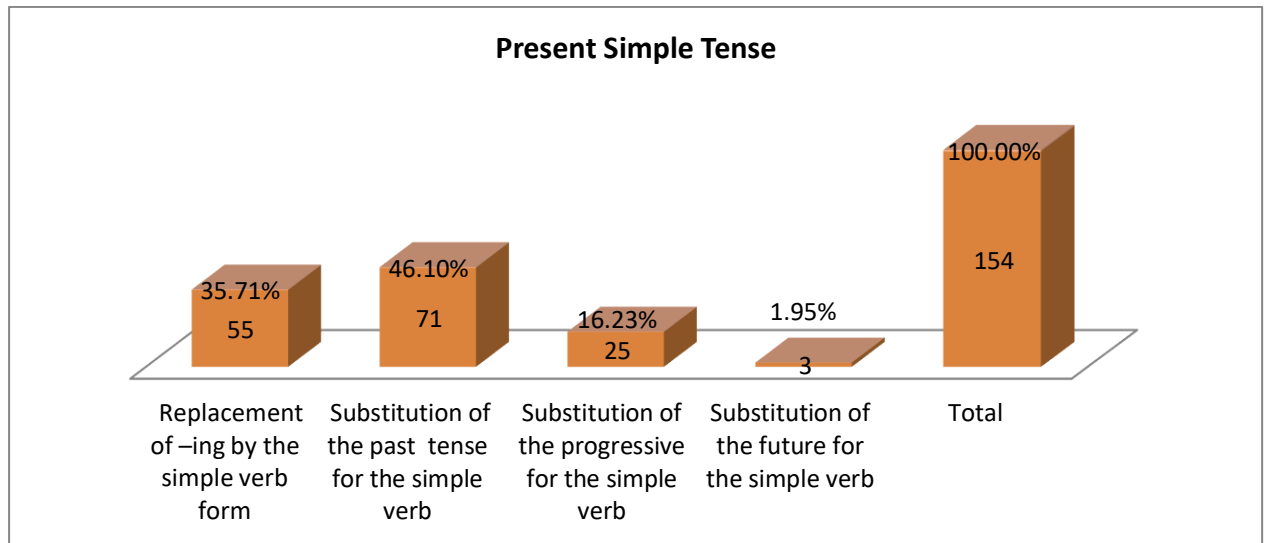 Present Simple Tense
35.71%
55
46.10%
71
16.23%
25
1.95%
3
100.00%
154
Replacement
of –ing by the
simple verb
form
Substitution of
the past tense
for the simple
verb
Substitution of
the progressive
for the simple
verb
Substitution of
the future for
the simple verb
Total